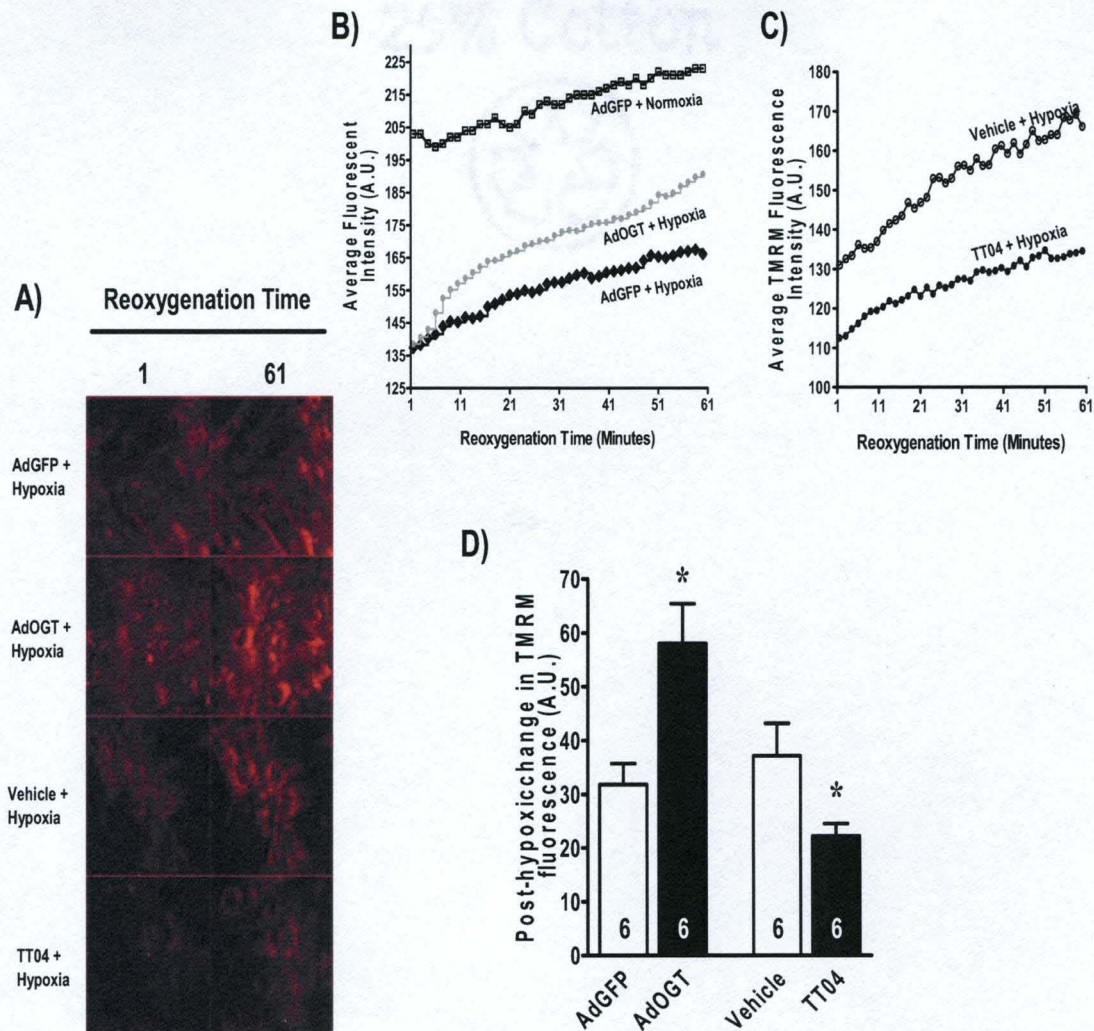 25% Cotton
A)
Reoxygenation Time
1 61
AdGFP +
Hypoxia
AdOGT +
Hypoxia
Vehicle +
Hypoxia
TT04 +
Hypoxia
B)
Average Fluorescent
Intensity (A.U.)
225
215
205
195
185
175
165
155
145
135
125
AdGFP + Normoxia
AdOGT + Hypoxia
AdGFP + Hypoxia
1 11 21 31 41 51 61
Reoxygenation Time (Minutes)
C)
Average TMRM Fluorescence
Intensity (A.U.)
180
170
160
150
140
130
120
110
100
Vehicle + Hypoxia
TT04 + Hypoxia
1 11 21 31 41 51 61
Reoxygenation Time (Minutes)
D)
Post-hypoxicchange in TMRM
fluorescence (A.U.)
70
60
50
40
30
20
10
0
* *
6 6 6 6
AdGFP AdOGT Vehicle TT04